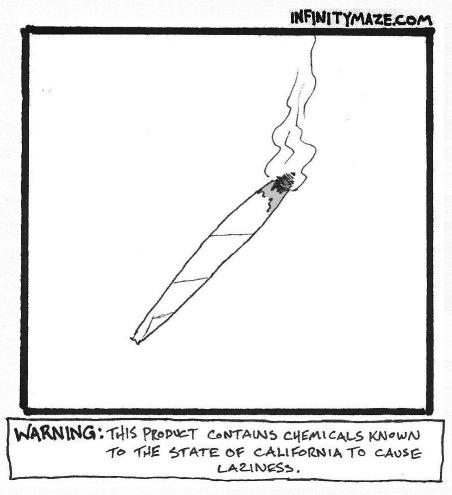 INFINITYMAZE.COM
WARNING: THIS PRODUCT CONTAINS CHEMICALS KNOWN
TO THE STATE OF CALIFORNIA TO CAUSE
LAZINESS.